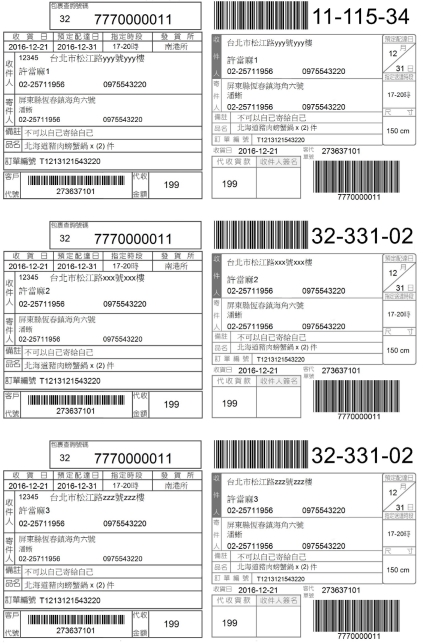 包裹查詢號碼
32 7770000011
收 貨 日 預定配達日 指定時段 發 貨 所
2016-12-21 2016-12-31 17-20時 南港所
收件人
12345 台北市松江路yyy號yyy樓
許當麻1
02-25711956 0975543220
寄件人
屏東縣恆春鎮海角六號
潘蜥
02-25711956 0975543220
備註 不可以自己寄給自己
品名 北海道豬肉螃蟹鍋 x (2) 件
訂單編號 T1213121543220
客戶代號 273637101 代收金額 199
11-115-34
收件人
台北市松江路yyy號yyy樓
許當麻1
02-25711956 0975543220
預定配達日
12 月
31 日
指定送達時段
17-20時
尺 寸
150 cm
寄件人
屏東縣恆春鎮海角六號
潘蜥
02-25711956 0975543220
備註 不可以自己寄給自己
品名 北海道豬肉螃蟹鍋 x (2) 件
訂 單 編 號 T1213121543220
收貨日 2016-12-21 客代 273637101
代 收 貨 款 收件人簽名 單號
199
7770000011
包裹查詢號碼
32 7770000011
收 貨 日 預定配達日 指定時段 發 貨 所
2016-12-21 2016-12-31 17-20時 南港所
收件人
12345 台北市松江路xxx號xxx樓
許當麻2
02-25711956 0975543220
寄件人
屏東縣恆春鎮海角六號
潘蜥
02-25711956 0975543220
備註 不可以自己寄給自己
品名 北海道豬肉螃蟹鍋 x (2) 件
訂單編號 T1213121543220
客戶代號 273637101 代收金額 199
32-331-02
收件人
台北市松江路xxx號xxx樓
許當麻2
02-25711956 0975543220
預定配達日
12 月
31 日
指定送達時段
17-20時
尺 寸
150 cm
寄件人
屏東縣恆春鎮海角六號
潘蜥
02-25711956 0975543220
備註 不可以自己寄給自己
品名 北海道豬肉螃蟹鍋 x (2) 件
訂 單 編 號 T1213121543220
收貨日 2016-12-21 客代 273637101
代 收 貨 款 收件人簽名 單號
199
7770000011
包裹查詢號碼
32 7770000011
收 貨 日 預定配達日 指定時段 發 貨 所
2016-12-21 2016-12-31 17-20時 南港所
收件人
12345 台北市松江路zzz號zzz樓
許當麻3
02-25711956 0975543220
寄件人
屏東縣恆春鎮海角六號
潘蜥
02-25711956 0975543220
備註 不可以自己寄給自己
品名 北海道豬肉螃蟹鍋 x (2) 件
訂單編號 T1213121543220
客戶代號 273637101 代收金額 199
32-331-02
收件人
台北市松江路zzz號zzz樓
許當麻3
02-25711956 0975543220
預定配達日
12 月
31 日
指定送達時段
17-20時
尺 寸
150 cm
寄件人
屏東縣恆春鎮海角六號
潘蜥
02-25711956 0975543220
備註 不可以自己寄給自己
品名 北海道豬肉螃蟹鍋 x (2) 件
訂 單 編 號 T1213121543220
收貨日 2016-12-21 客代 273637101
代 收 貨 款 收件人簽名 單號
199
7770000011